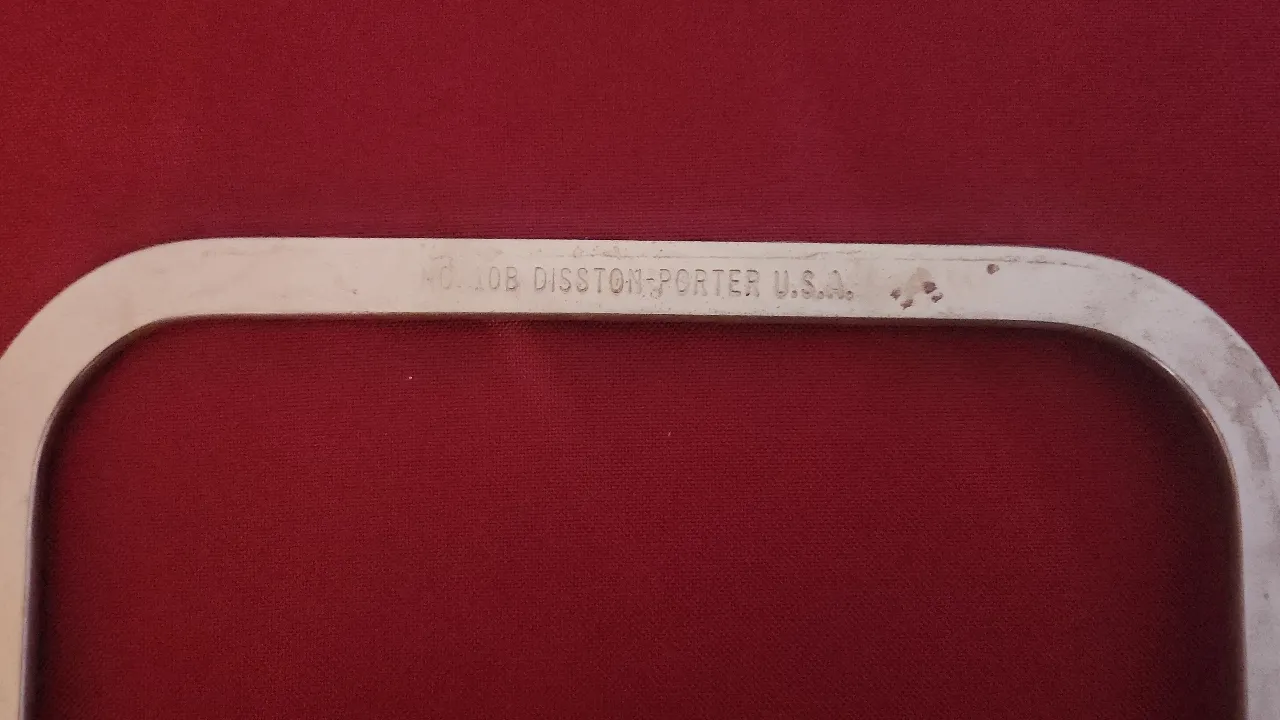 10B DISSTON-PORTER U.S.A.